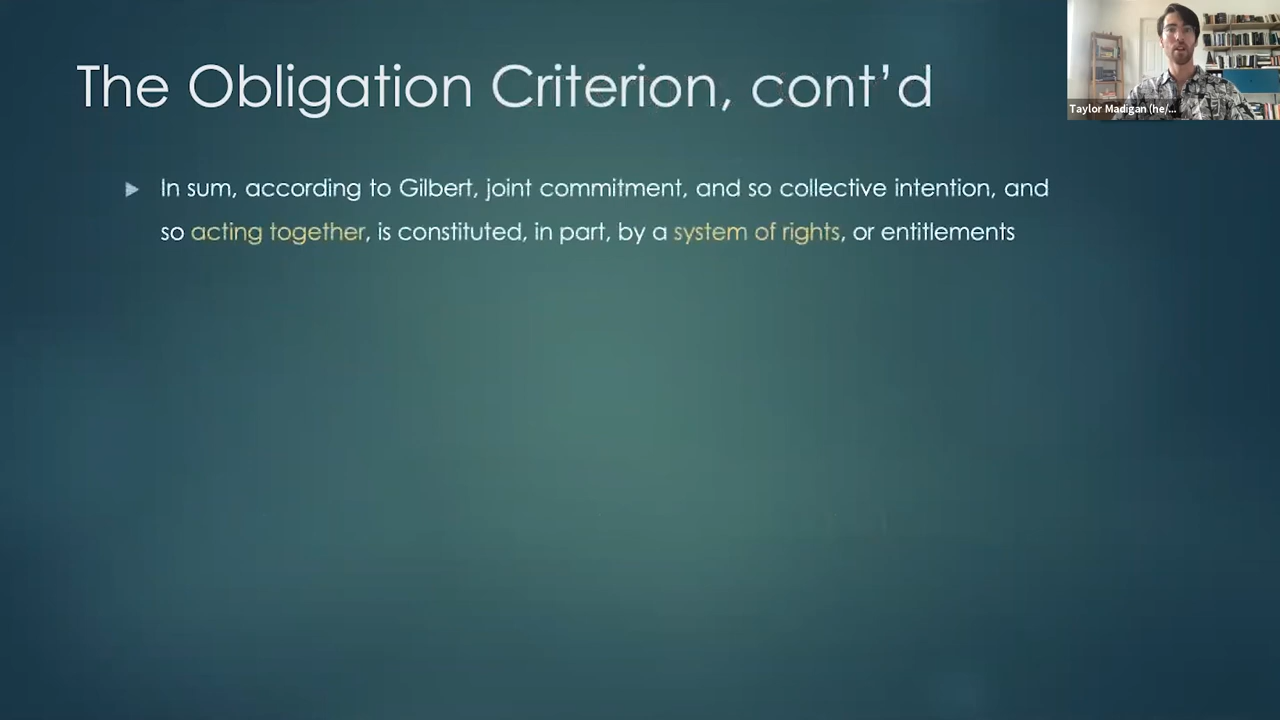 The Obligation Criterion, cont'd
Taylor Madigan (he/...
In sum, according to Gilbert, joint commitment, and so collective intention, and
so acting together, is constituted, in part, by a system of rights, or entitlements